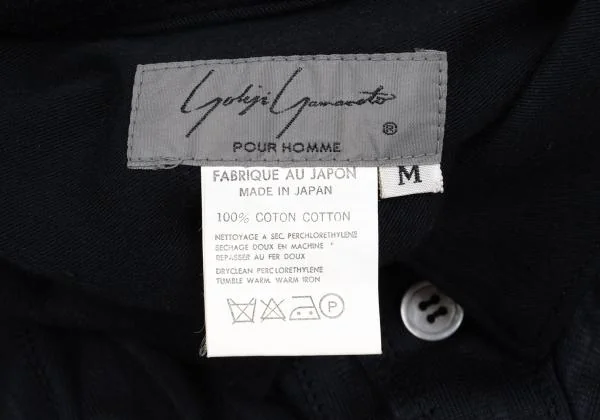 Yohji Yamamoto
®
POUR HOMME
M
FABRIQUE AU JAPON
MADE IN JAPAN
100% COTON COTTON
NETTOYAGE A SEC. PERCHLORETHYLENE
SECHAGE DOUX EN MACHINE
REPASSER AU FER DOUX
DRYCLEAN PERCLORETHYLENE
TUMBLE WARM. WARM IRON
P